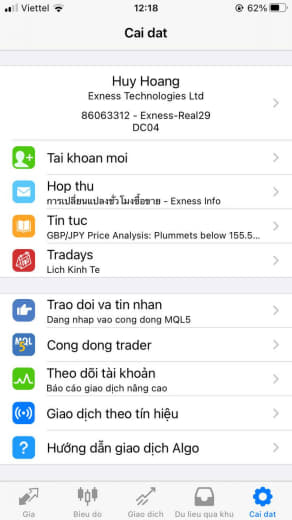 Viettel 12:18 62%
Cai dat
Huy Hoang
Exness Technologies Ltd
86063312 - Exness-Real29
DC04
Tai khoan moi
Hop thu
การเปลี่ยนแปลงชั่วโมงซื้อขาย - Exness Info
Tin tuc
GBP/JPY Price Analysis: Plummets below 155.5...
Tradays
Lich Kinh Te
Trao doi va tin nhan
Dang nhap vao cong dong MQL5
MQL
5
Cong dong trader
Theo dõi tài khoản
Báo cáo giao dịch nâng cao
Giao dịch theo tín hiệu
Hướng dẫn giao dịch Algo
Gia Bieu do Giao dich Du lieu qua khu Cai dat